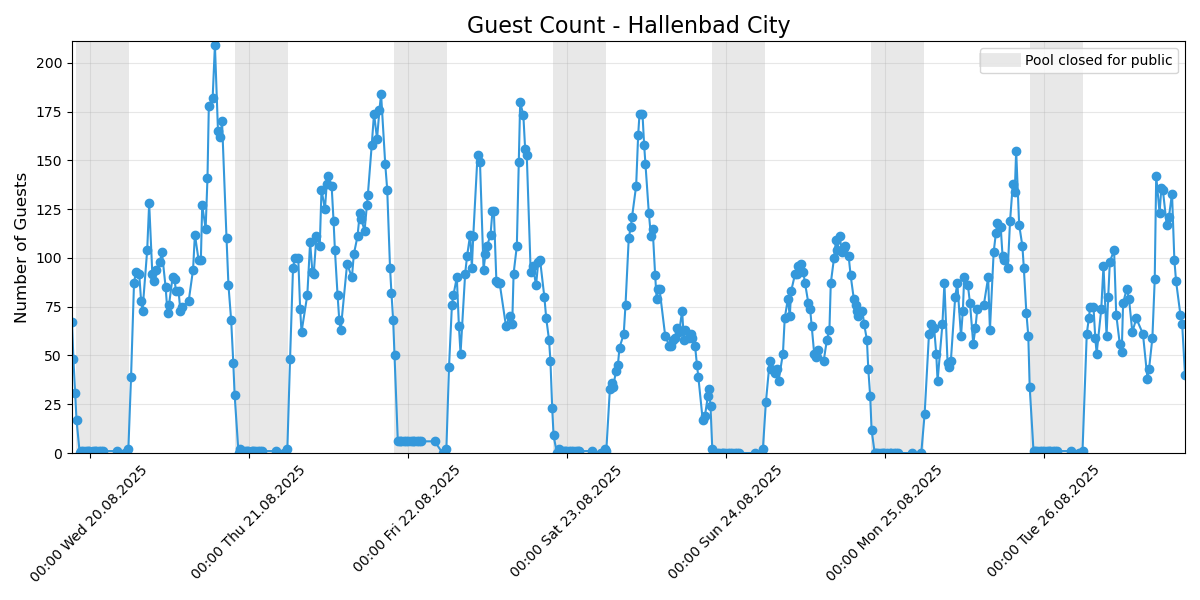 Guest Count - Hallenbad City
Pool closed for public
Number of Guests
200
175
150
125
100
75
50
25
0
00:00 Wed 20.08.2025
00:00 Thu 21.08.2025
00:00 Fri 22.08.2025
00:00 Sat 23.08.2025
00:00 Sun 24.08.2025
00:00 Mon 25.08.2025
00:00 Tue 26.08.2025